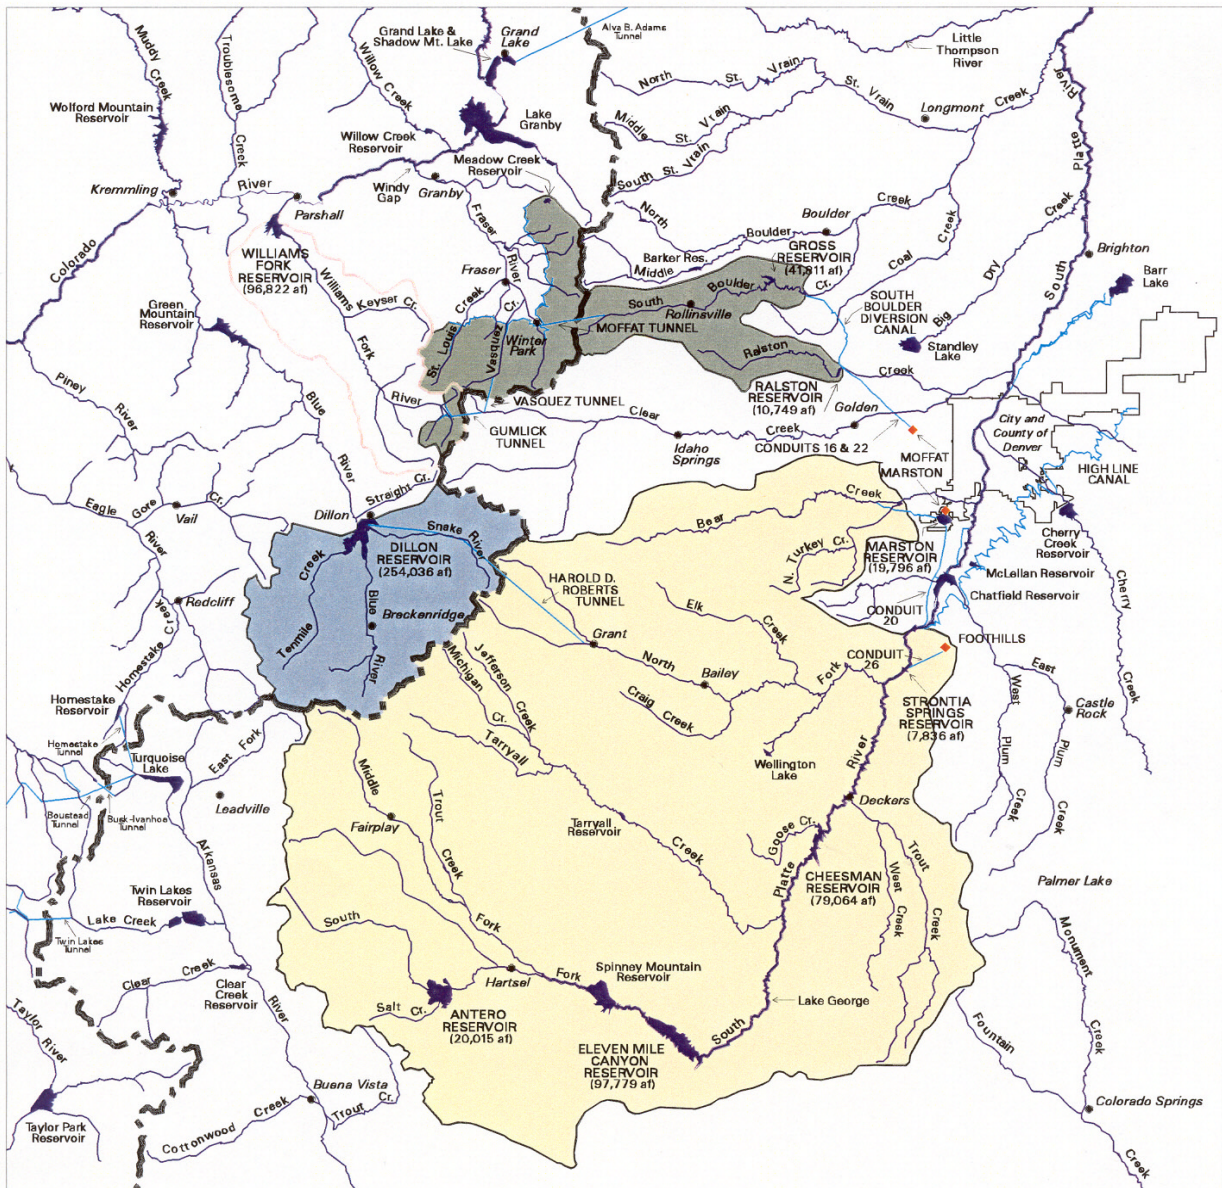 Muddy Creek
Troublesome
Creek
Willow Creek
Grand Lake &
Shadow Mt. Lake
Grand
Lake
Alva B. Adams
Tunnel
Little
Thompson
River
North
St.
Vrain
St.
Vrain
Longmont
Creek
River
Platte
South
Wolford Mountain
Reservoir
Willow Creek
Reservoir
Lake
Granby
Middle
St.
Vrain
South St. Vrain
Meadow Creek
Reservoir
Kremmling
River
Parshall
Windy
Gap
Granby
Fraser
River
North
Boulder
Boulder
Creek
Coal
Creek
Dry
Creek
Big
Brighton
Barr
Lake
Colorado
WILLIAMS
FORK
RESERVOIR
(96,822 af)
Williams
Fork
Keyser Cr.
Fraser
Creek
St. Louis
Vasquez
Cr.
Barker Res.
Middle
GROSS
RESERVOIR
(41,811 af)
Cr.
South
Boulder
Rollinsville
MOFFAT TUNNEL
Winter
Park
SOUTH
BOULDER
DIVERSION
CANAL
Standley
Lake
Green
Mountain
Reservoir
Ralston
Creek
RALSTON
RESERVOIR
(10,749 af)
Golden
Piney
River
Blue
River
River
VASQUEZ TUNNEL
GUMLICK
TUNNEL
Clear
Creek
Idaho
Springs
CONDUITS 16 & 22
MOFFAT
MARSTON
City and
County of
Denver
HIGH LINE
CANAL
Eagle
River
Gore
Cr.
Vail
Straight Cr.
Dillon
Snake
River
DILLON
RESERVOIR
(254,036 af)
Creek
Tenmile
Blue
River
Breckenridge
HAROLD D.
ROBERTS
TUNNEL
Bear
Creek
N. Turkey Cr.
MARSTON
RESERVOIR
(19,796 af)
Cherry
Creek
Reservoir
McLellan Reservoir
Chatfield Reservoir
Cherry
Creek
CONDUIT
20
FOOTHILLS
Redcliff
Homestake Creek
Grant
North
Elk
Creek
Bailey
Fork
CONDUIT
26
Craig
Creek
Michigan
Cr.
Jefferson
Creek
Tarryall
STRONTIA
SPRINGS
RESERVOIR
(7,836 af)
East
West
Plum
Creek
Plum
Creek
Castle
Rock
Homestake
Reservoir
Homestake
Tunnel
Turquoise
Lake
East Fork
Wellington
Lake
River
Boustead
Tunnel
Busk-Ivanhoe
Tunnel
Leadville
Middle
Fairplay
Trout
Creek
Tarryall
Reservoir
Creek
Goose Cr.
Deckers
CHEESMAN
RESERVOIR
(79,064 af)
West
Creek
Trout
Creek
Palmer Lake
Arkansas
Twin Lakes
Reservoir
Lake Creek
Twin Lakes
Tunnel
South
Fork
Hartsel
Fork
Platte
Spinney Mountain
Reservoir
Lake George
Monument
Creek
Clear
Creek
Clear
Creek
Reservoir
River
Salt
Cr.
ANTERO
RESERVOIR
(20,015 af)
South
ELEVEN MILE
CANYON
RESERVOIR
(97,779 af)
Fountain
Creek
Taylor
River
Taylor Park
Reservoir
Buena Vista
Trout
Cr.
Cottonwood
Creek
Colorado Springs